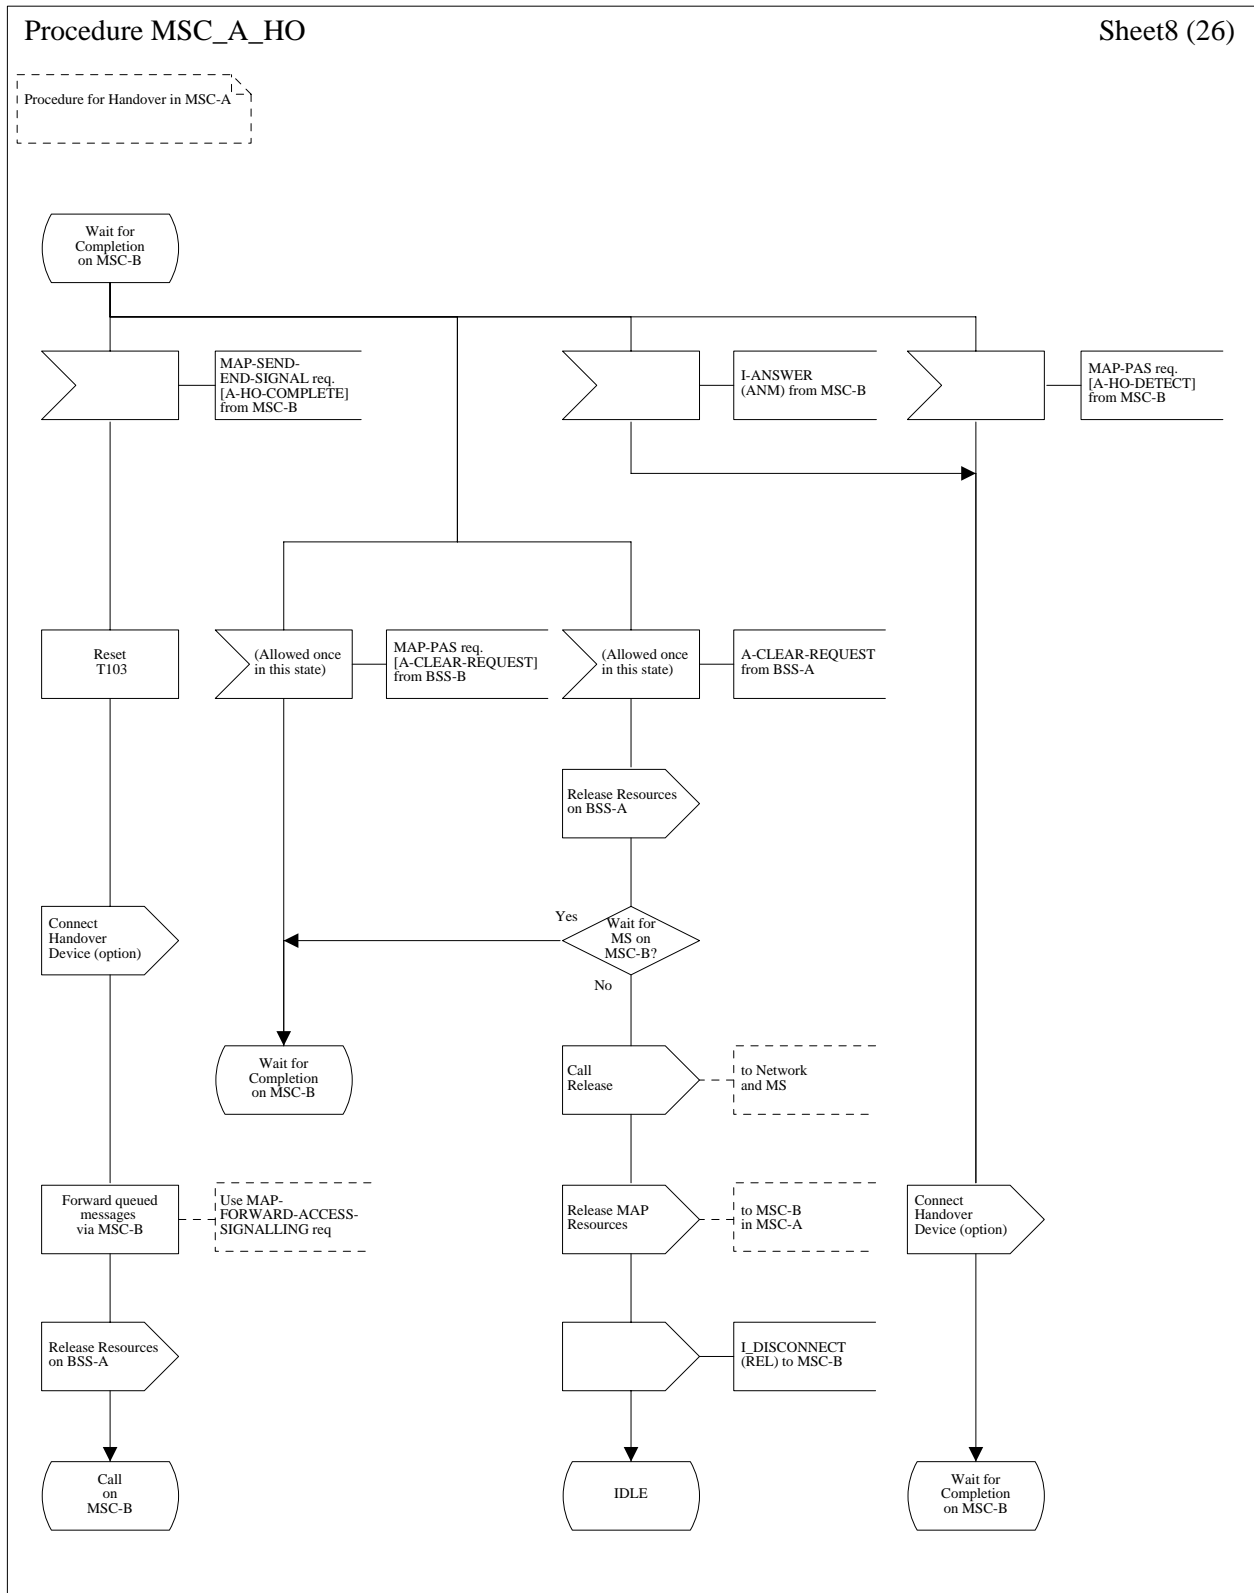 Procedure MSC_A_HO
Sheet8 (26)
Procedure for Handover in MSC-A
Wait for
Completion
on MSC-B
MAP-SEND-
END-SIGNAL req.
[A-HO-COMPLETE]
from MSC-B
I-ANSWER
(ANM) from MSC-B
MAP-PAS req.
[A-HO-DETECT]
from MSC-B
Reset
T103
(Allowed once
in this state)
MAP-PAS req.
[A-CLEAR-REQUEST]
from BSS-B
(Allowed once
in this state)
A-CLEAR-REQUEST
from BSS-A
Release Resources
on BSS-A
Connect
Handover
Device (option)
Yes
Wait for
MS on
MSC-B?
No
Wait for
Completion
on MSC-B
Call
Release
to Network
and MS
Forward queued
messages
via MSC-B
Use MAP-
FORWARD-ACCESS-
SIGNALLING req
Release MAP
Resources
to MSC-B
in MSC-A
Connect
Handover
Device (option)
Release Resources
on BSS-A
I_DISCONNECT
(REL) to MSC-B
Call
on
MSC-B
IDLE
Wait for
Completion
on MSC-B